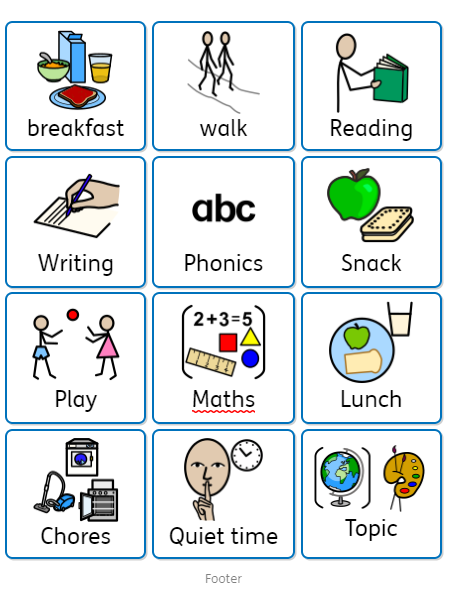 breakfast
walk
Reading
Writing
abc
Phonics
Snack
Play
2+3=5
Maths
Lunch
Chores
Quiet time
Topic
Footer